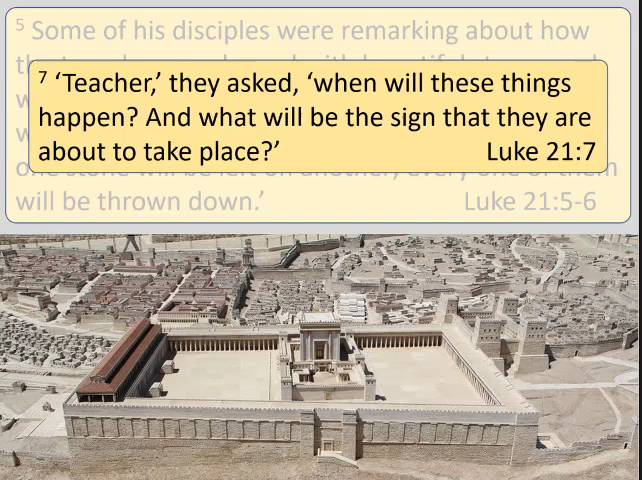 ⁵ Some of his disciples were remarking about how
⁷ ‘Teacher,’ they asked, ‘when will these things
happen? And what will be the sign that they are
about to take place?’ Luke 21:7
will be thrown down.’ Luke 21:5-6